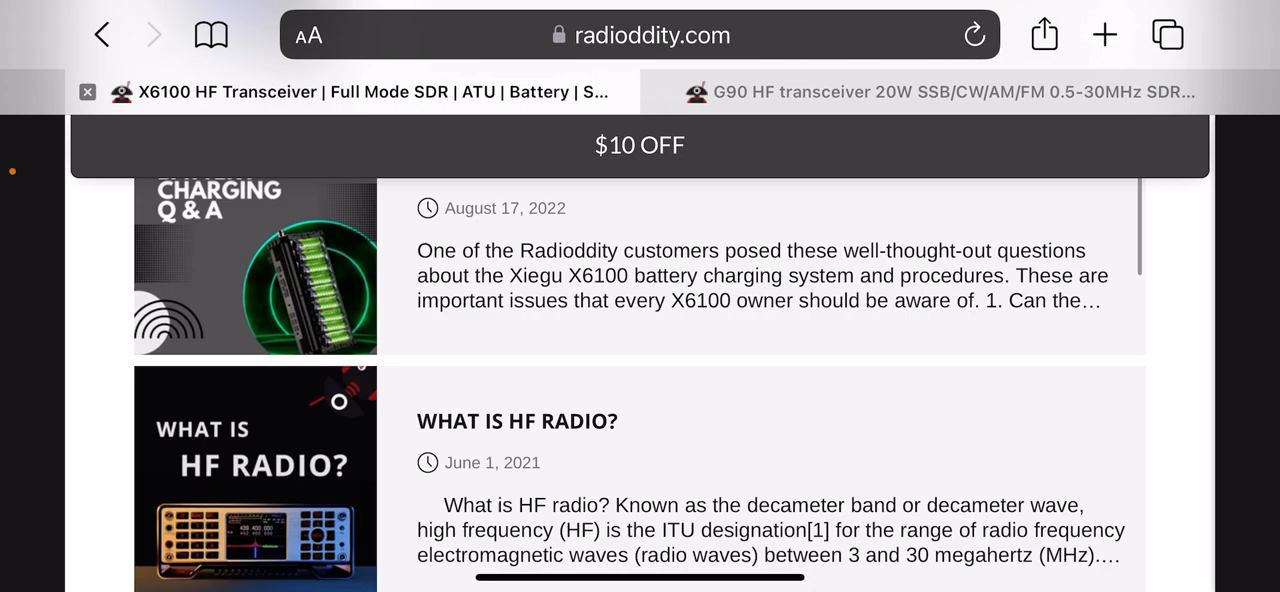 AA
radioddity.com
X6100 HF Transceiver | Full Mode SDR | ATU | Battery | S...
G90 HF transceiver 20W SSB/CW/AM/FM 0.5-30MHz SDR...
$10 OFF
CHARGING
Q & A
August 17, 2022
One of the Radioddity customers posed these well-thought-out questions
about the Xiegu X6100 battery charging system and procedures. These are
important issues that every X6100 owner should be aware of. 1. Can the…
WHAT IS
HF RADIO?
WHAT IS HF RADIO?
June 1, 2021
What is HF radio? Known as the decameter band or decameter wave,
high frequency (HF) is the ITU designation[1] for the range of radio frequency
electromagnetic waves (radio waves) between 3 and 30 megahertz (MHz).…